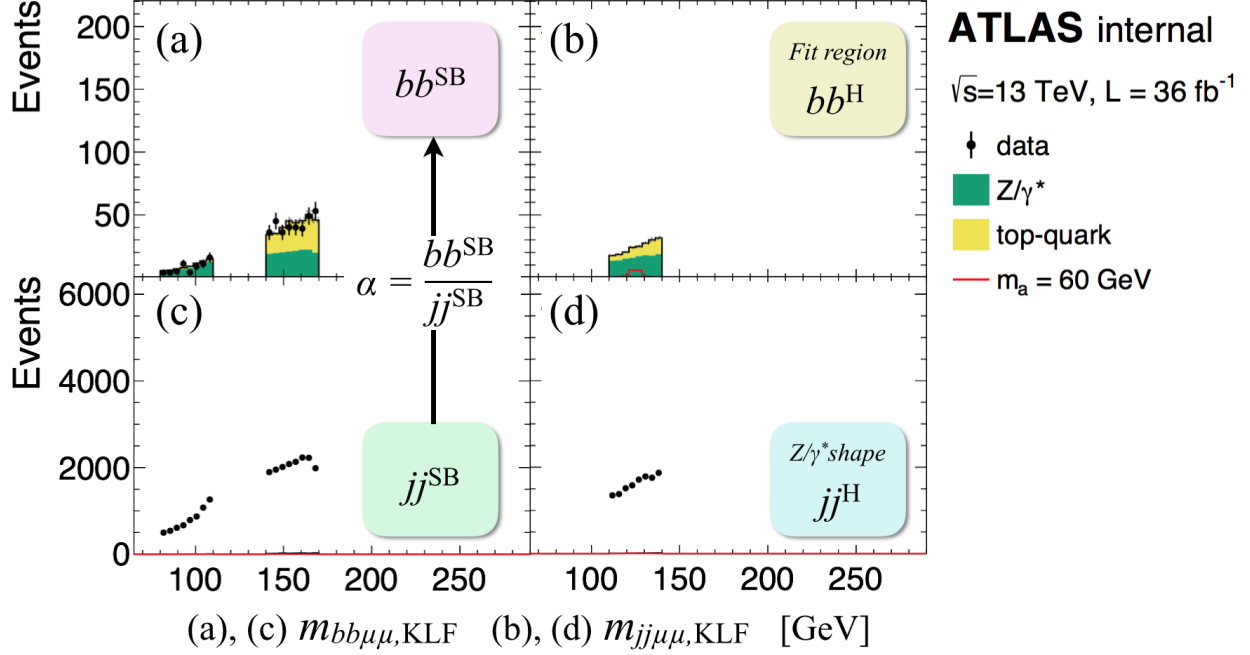 Events
200
150
100
50
(a)
bb^SB
(b)
Fit region
bb^H
ATLAS internal
√s=13 TeV, L = 36 fb^-1
data
Z/γ*
top-quark
m_a = 60 GeV
α = bb^SB / jj^SB
Events
6000
4000
2000
0
(c)
jj^SB
(d)
Z/γ* shape
jj^H
100 150 200 250
100 150 200 250
(a), (c) m_bbμμ,KLF (b), (d) m_jjμμ,KLF [GeV]